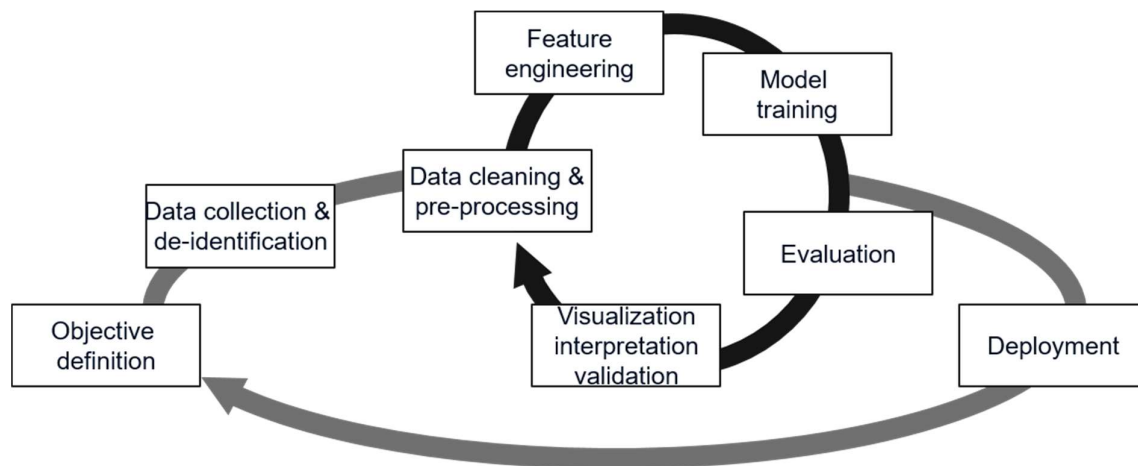 Feature
engineering
Model
training
Data cleaning &
pre-processing
Data collection &
de-identification
Evaluation
Objective
definition
Visualization
interpretation
validation
Deployment